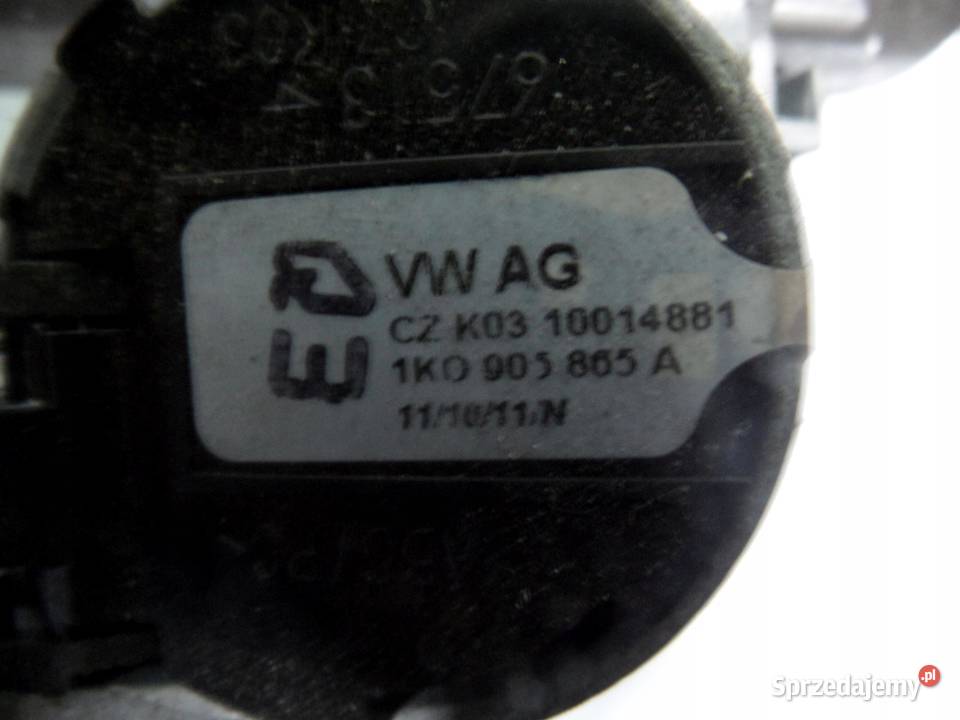 VW AG
CZ K03 10014881
1K0 905 865 A
11/10/11/N
Sprzedajemy.pl